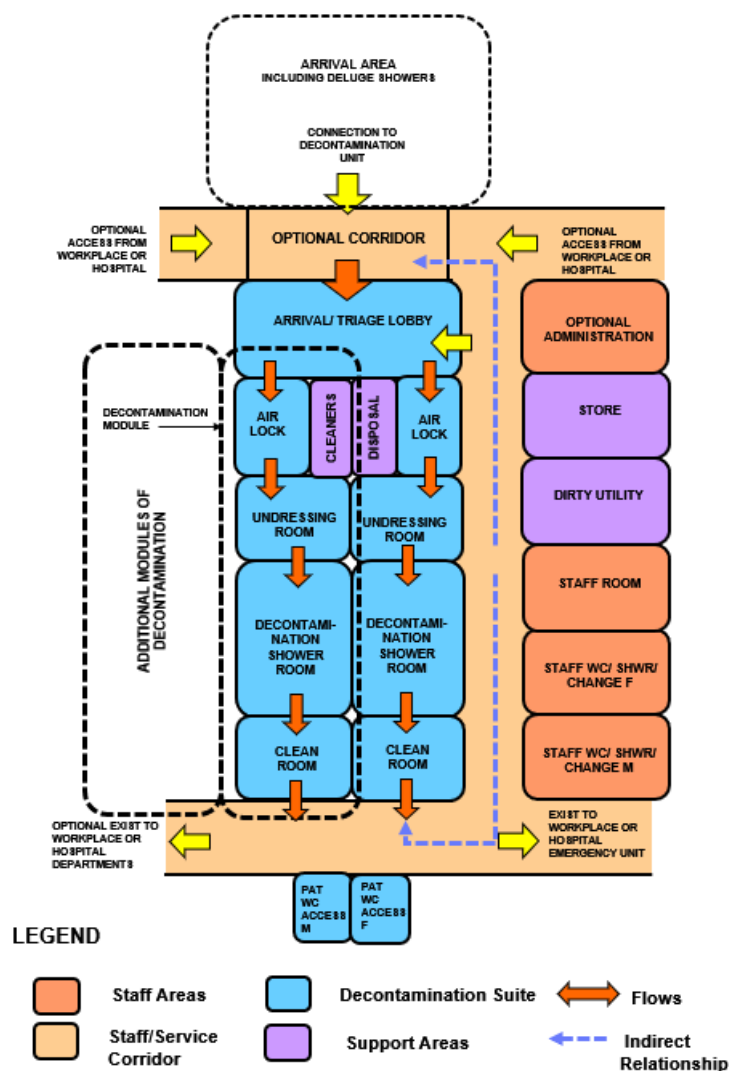 ARRIVAL AREA
INCLUDING DELUGE SHOWERS
CONNECTION TO
DECONTAMINATION
UNIT
OPTIONAL
ACCESS FROM
WORKPLACE OR
HOSPITAL
OPTIONAL CORRIDOR
OPTIONAL
ACCESS FROM
WORKPLACE OR
HOSPITAL
ARRIVAL/ TRIAGE LOBBY
OPTIONAL
ADMINISTRATION
DECONTAMINATION
MODULE
AIR
LOCK
CLEANERS
DISPOSAL
AIR
LOCK
STORE
ADDITIONAL MODULES OF
DECONTAMINATION
UNDRESSING
ROOM
UNDRESSING
ROOM
DIRTY UTILITY
STAFF ROOM
DECONTAMI-
NATION
SHOWER
ROOM
DECONTAMI-
NATION
SHOWER
ROOM
STAFF WC/ SHWR/
CHANGE F
CLEAN
ROOM
CLEAN
ROOM
STAFF WC/ SHWR/
CHANGE M
OPTIONAL EXIST TO
WORKPLACE OR
HOSPITAL
DEPARTMENTS
EXIST TO
WORKPLACE OR
HOSPITAL
EMERGENCY UNIT
PAT
WC
ACCESS
M
PAT
WC
ACCESS
F
LEGEND
Staff Areas
Decontamination Suite
Flows
Staff/Service
Corridor
Support Areas
Indirect
Relationship